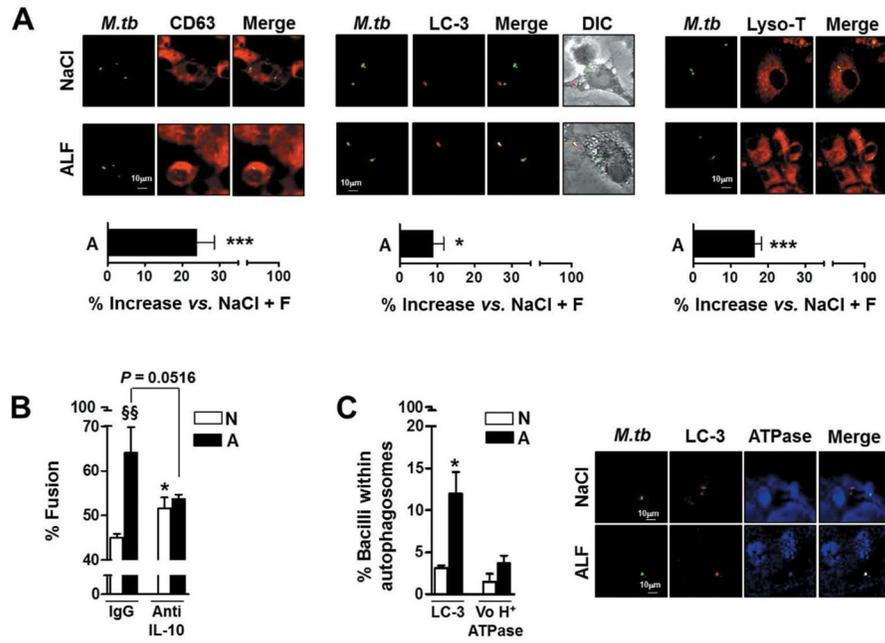 A
M.tb CD63 Merge
NaCl
ALF
10µm
A
***
0 10 20 30 100
% Increase vs. NaCl + F
M.tb LC-3 Merge DIC
10µm
A
*
0 10 20 30 100
% Increase vs. NaCl + F
M.tb Lyso-T Merge
10µm
A
***
0 10 20 30 100
% Increase vs. NaCl + F
B
P = 0.0516
100
§§
N
A
70
60
*
50
40
0
% Fusion
IgG Anti
IL-10
C
100
N
A
20
*
15
10
5
0
% Bacilli within
autophagosomes
LC-3 Vo H+
ATPase
M.tb LC-3 ATPase Merge
NaCl
10µm
ALF
10µm